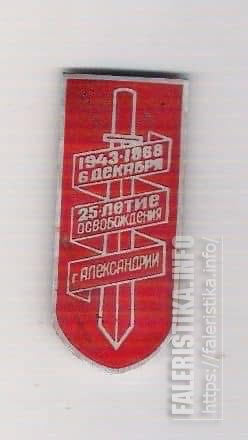 1943·1968
6 ДЕКАБРЯ
25-ЛЕТИЕ
ОСВОБОЖДЕНИЯ
г. АЛЕКСАНДРИИ
FALERISTIKA.INFO
https://faleristika.info/